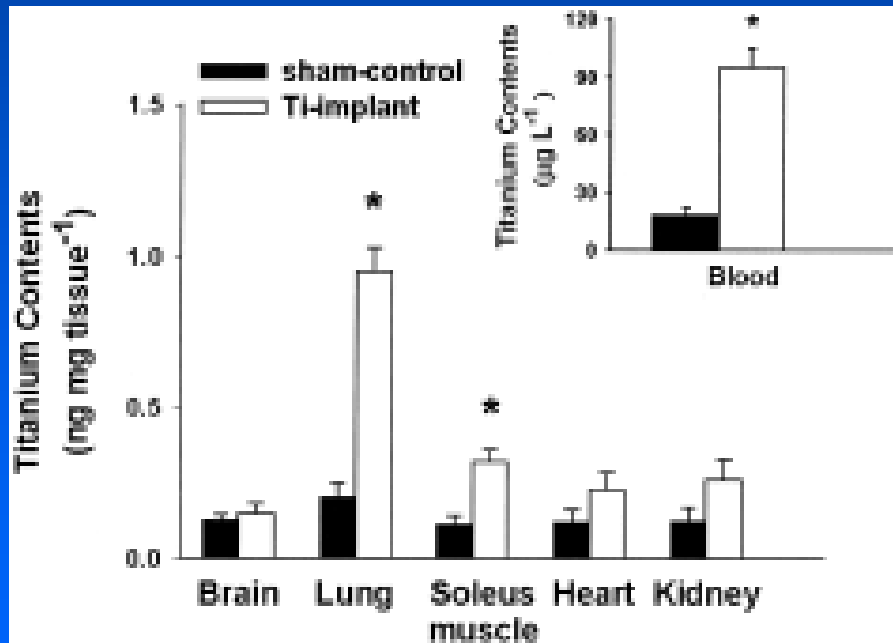 sham-control
Ti-implant
Titanium Contents
(ng mg tissue⁻¹)
1.5
1.0
0.5
0.0
*
*
Brain Lung Soleus muscle Heart Kidney
Titanium Contents
(µg L⁻¹)
120
90
60
30
0
*
Blood